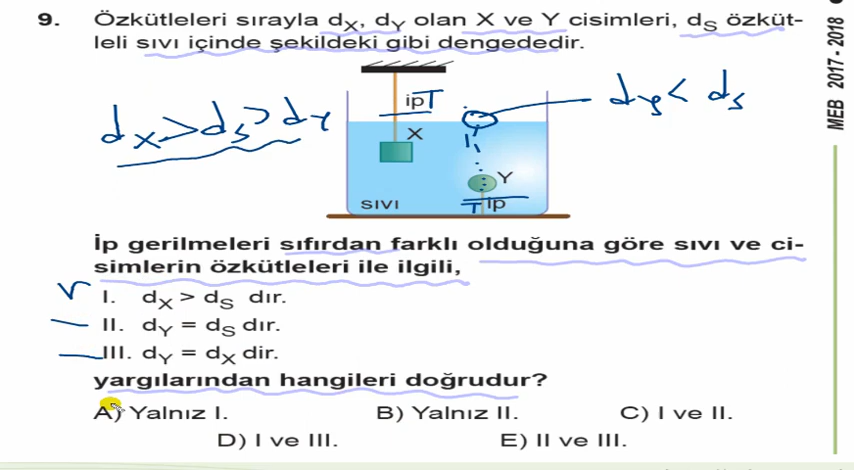 9. Özkütleleri sırayla dX, dY olan X ve Y cisimleri, dS özküt-
leli sıvı içinde şekildeki gibi dengededir.
MEB 2017 - 2018
ip T
X
dX > dS > dY
dY < dS
Y
SIVI
T ip
İp gerilmeleri sıfırdan farklı olduğuna göre sıvı ve ci-
simlerin özkütleleri ile ilgili,
I. dX > dS dır.
II. dY = dS dır.
III. dY = dX dir.
yargılarından hangileri doğrudur?
A) Yalnız I. B) Yalnız II. C) I ve II.
D) I ve III. E) II ve III.